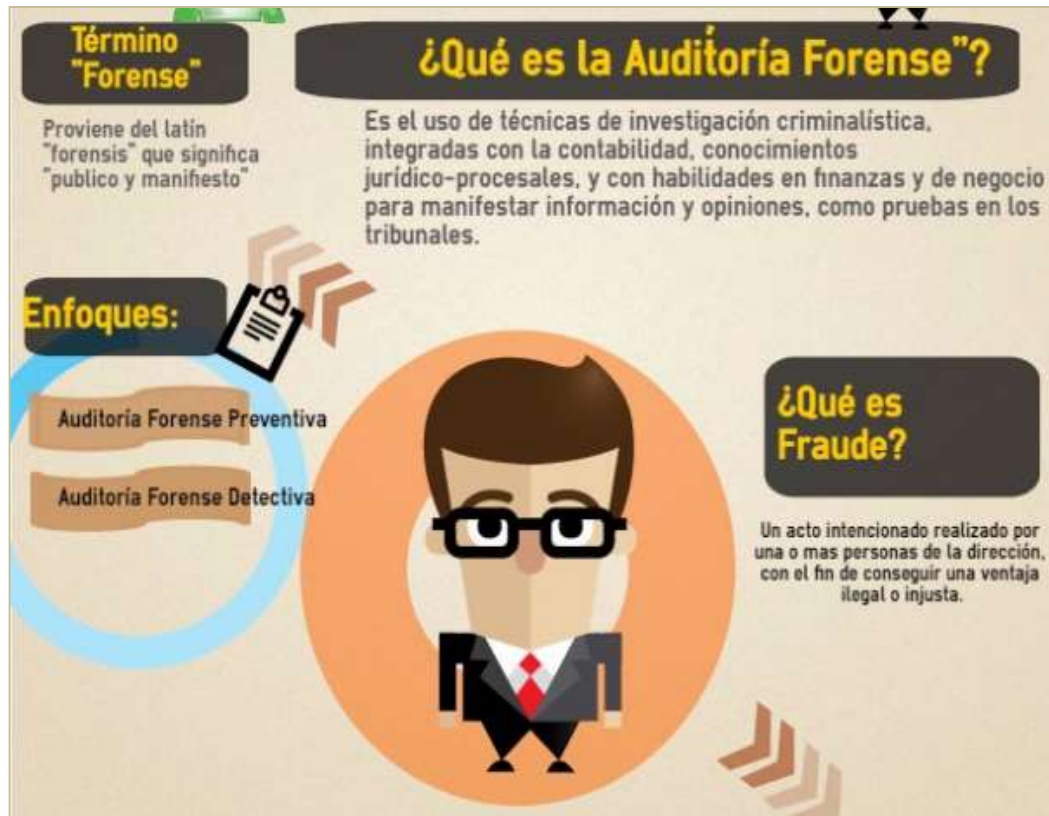 Término
"Forense"
Proviene del latín
"forensis" que significa
"publico y manifiesto"
¿Qué es la Auditoría Forense"?
Es el uso de técnicas de investigación criminalística,
integradas con la contabilidad, conocimientos
jurídico-procesales, y con habilidades en finanzas y de negocio
para manifestar información y opiniones, como pruebas en los
tribunales.
Enfoques:
Auditoría Forense Preventiva
Auditoría Forense Detectiva
¿Qué es
Fraude?
Un acto intencionado realizado por
una o mas personas de la dirección,
con el fin de conseguir una ventaja
ilegal o injusta.